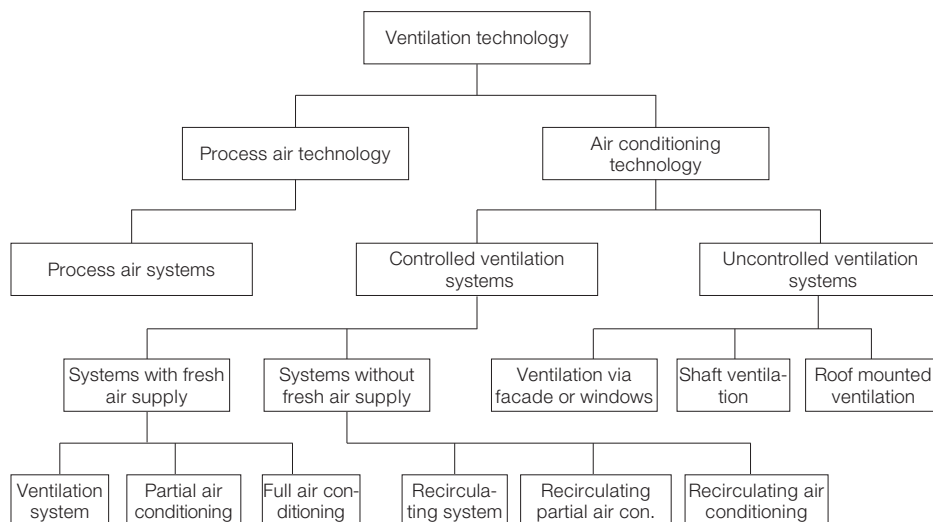 Ventilation technology
Process air technology
Air conditioning
technology
Process air systems
Controlled ventilation
systems
Uncontrolled ventilation
systems
Systems with fresh
air supply
Systems without
fresh air supply
Ventilation via
facade or windows
Shaft ventila-
tion
Roof mounted
ventilation
Ventilation
system
Partial air
conditioning
Full air con-
ditioning
Recircula-
ting system
Recirculating
partial air con.
Recirculating air
conditioning